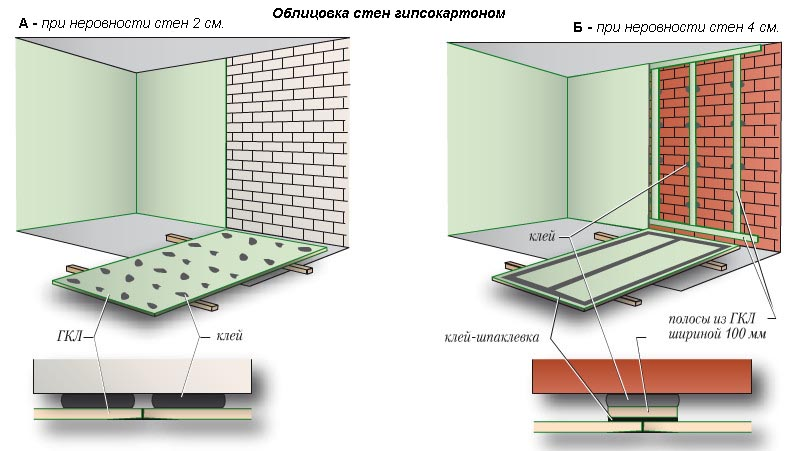 Облицовка стен гипсокартоном
А - при неровности стен 2 см.
Б - при неровности стен 4 см.
ГКЛ
клей
клей
клей-шпаклевка
полосы из ГКЛ
шириной 100 мм